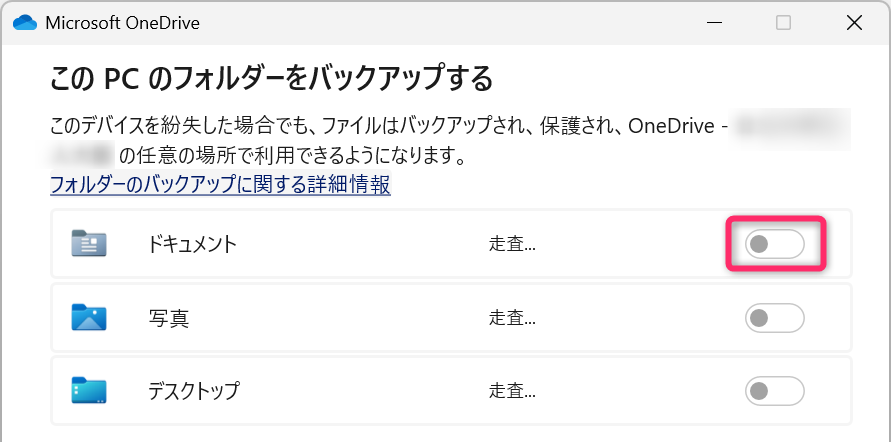 Microsoft OneDrive
この PC のフォルダーをバックアップする
このデバイスを紛失した場合でも、ファイルはバックアップされ、保護され、OneDrive -
の任意の場所で利用できるようになります。
フォルダーのバックアップに関する詳細情報
ドキュメント 走査...
写真 走査...
デスクトップ 走査...